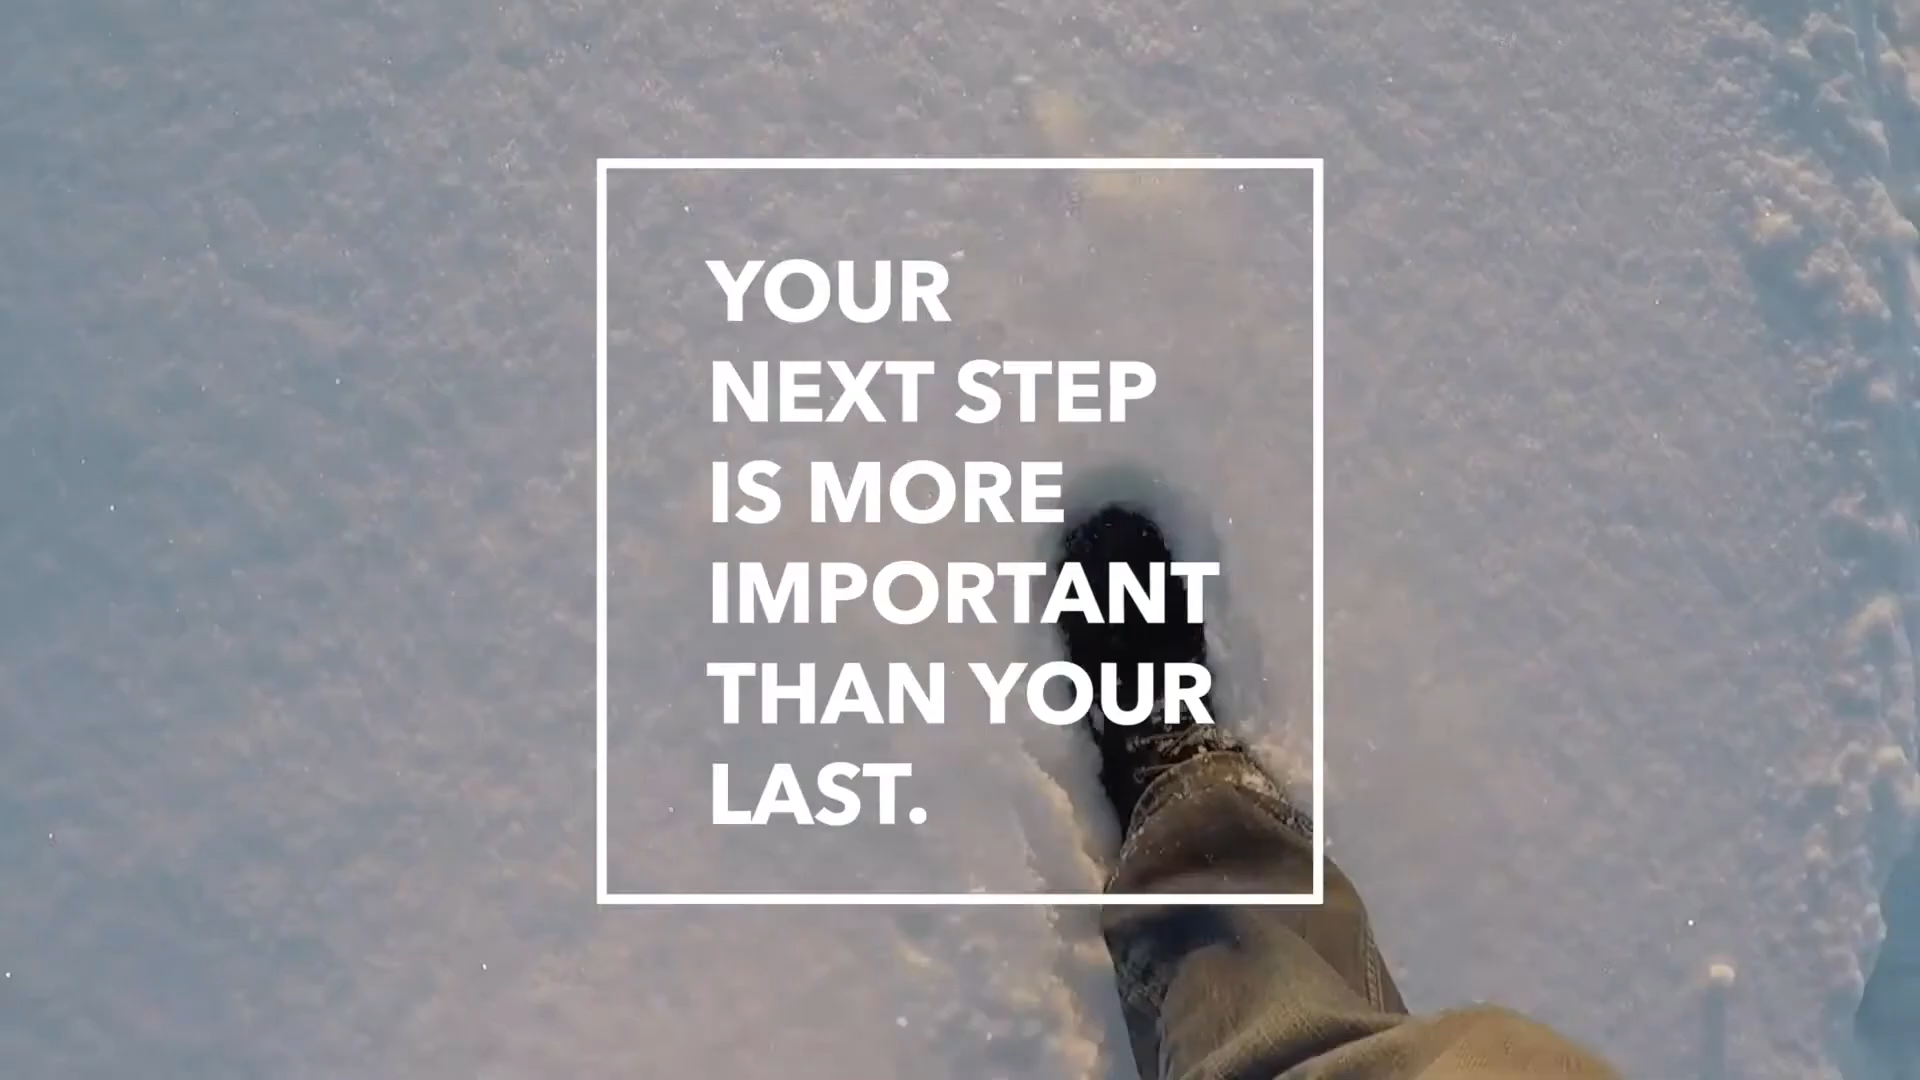 YOUR
NEXT STEP
IS MORE
IMPORTANT
THAN YOUR
LAST.